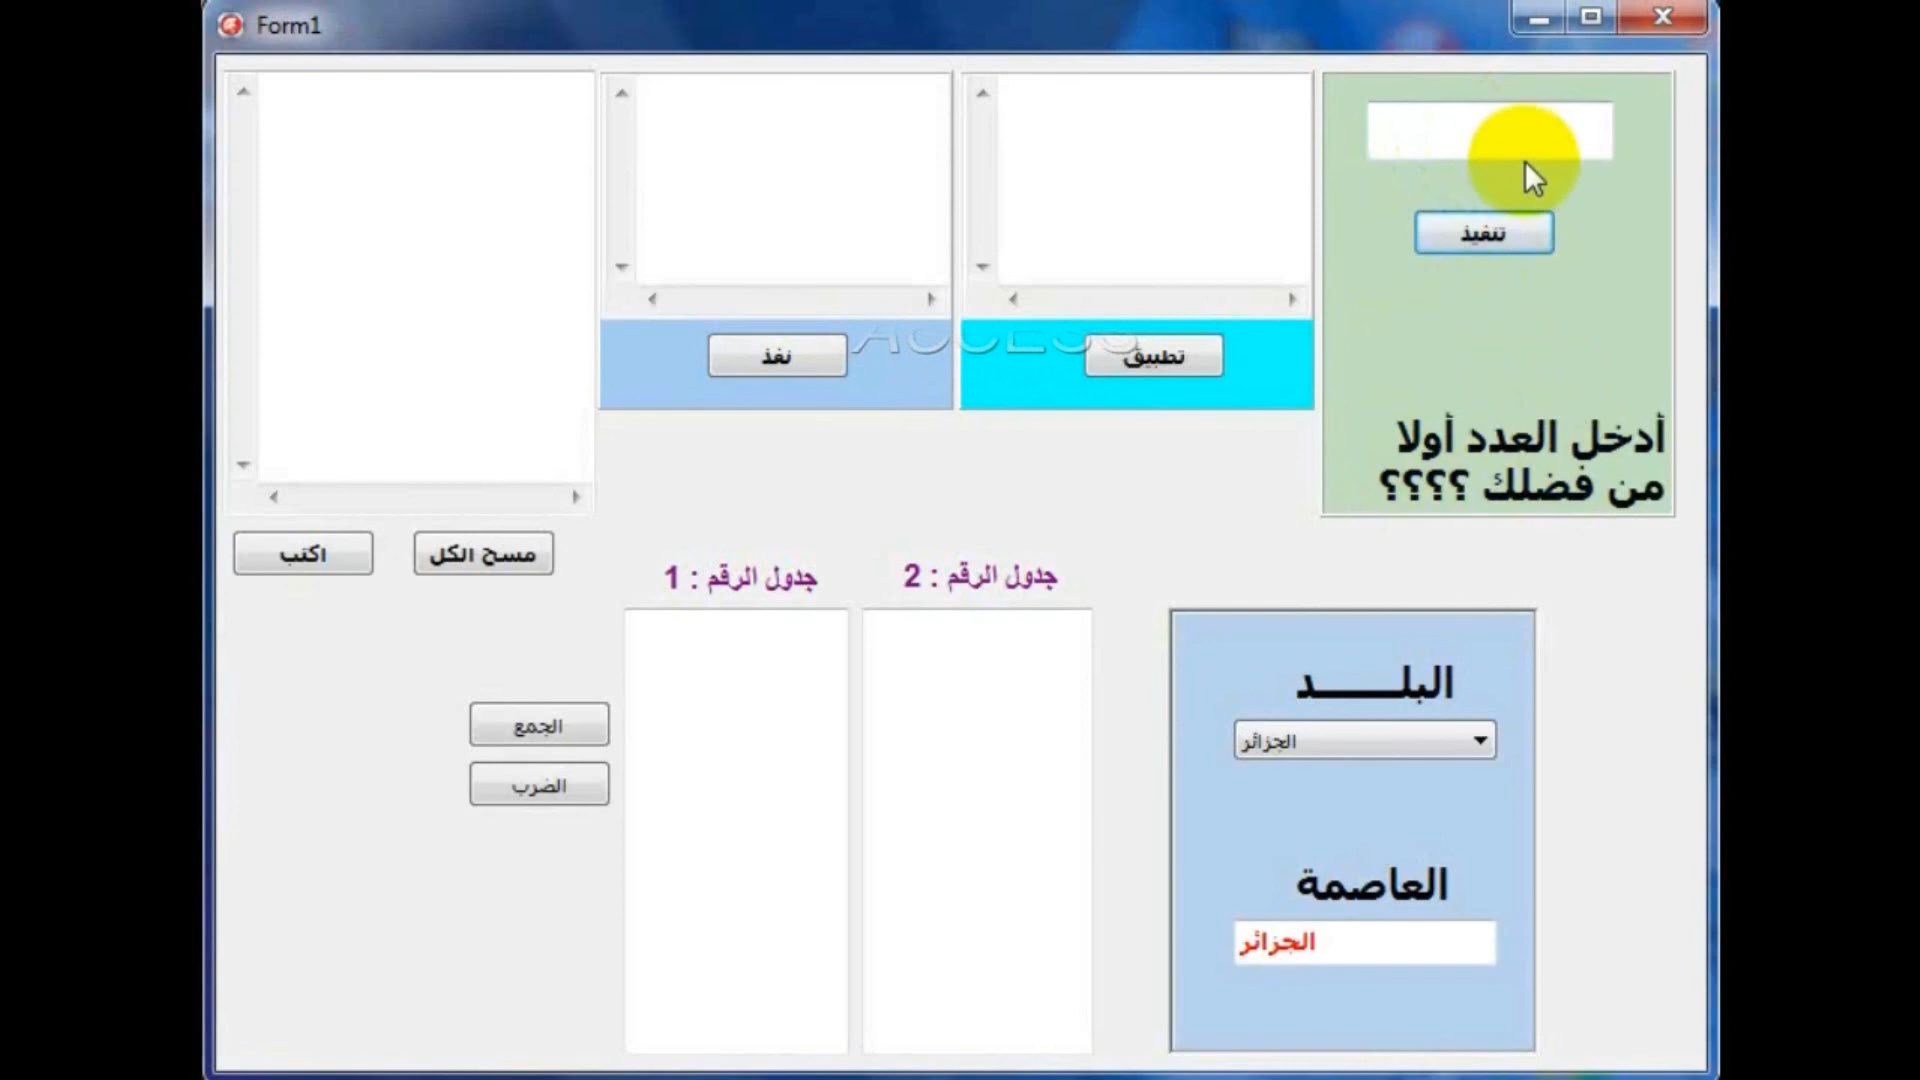 Form1
تنفيذ
ACCESS
نفذ
تطبيق
أدخل العدد أولا
من فضلك ؟؟؟؟
اكتب
مسح الكل
جدول الرقم : 1
جدول الرقم : 2
البلـــــد
الجزائر
الجمع
الضرب
العاصمة
الجزائر